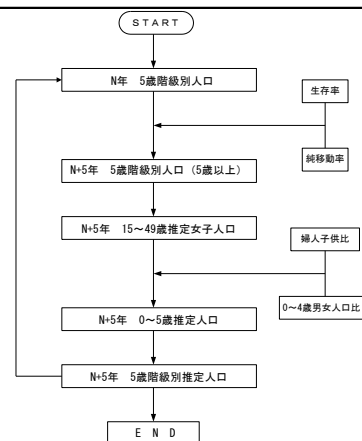 START
N年 5歳階級別人口
生存率
純移動率
N+5年 5歳階級別人口（5歳以上）
N+5年 15～49歳推定女子人口
婦人子供比
0～4歳男女人口比
N+5年 0～5歳推定人口
N+5年 5歳階級別推定人口
END